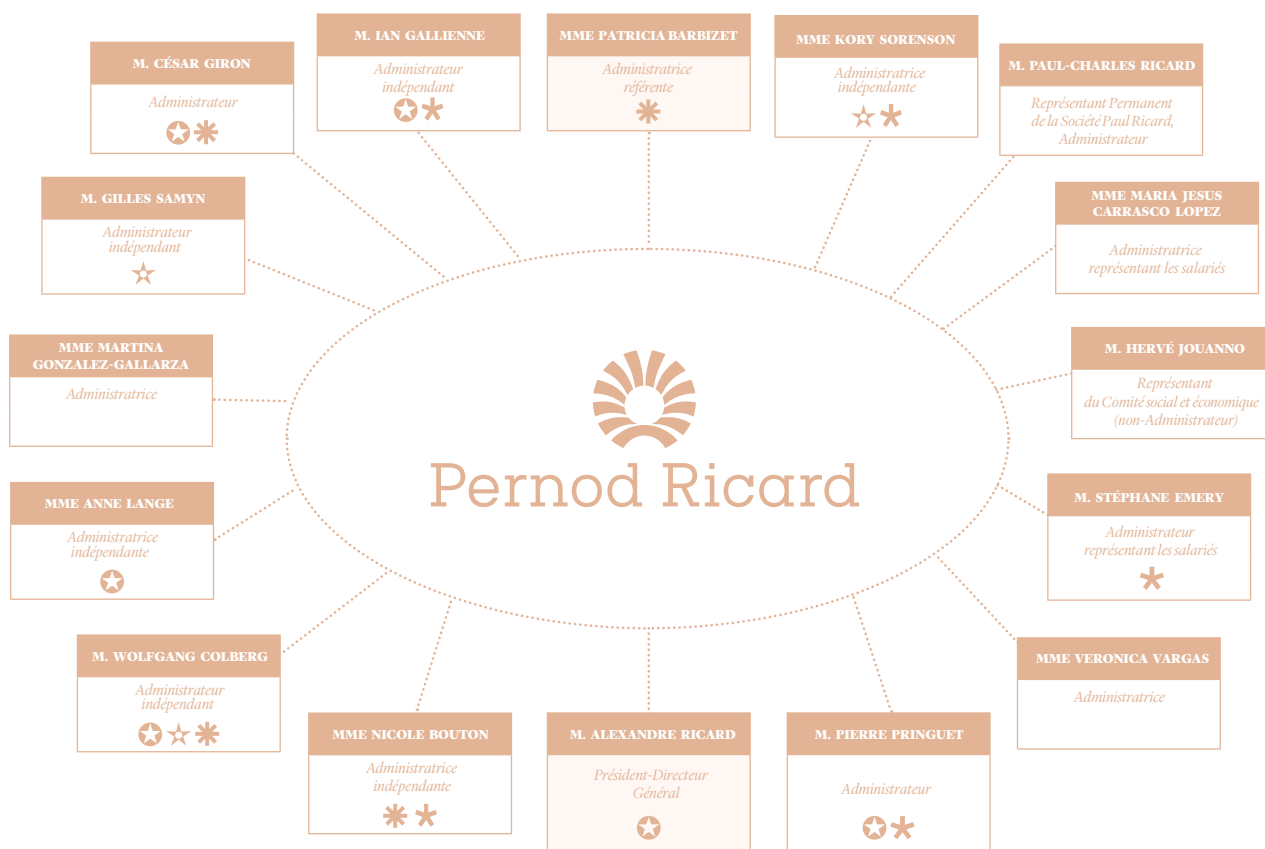 M. IAN GALLIENNE
Administrateur
indépendant
MME PATRICIA BARBIZET
Administratrice
référente
MME KORY SORENSON
Administratrice
indépendante
M. CÉSAR GIRON
Administrateur
M. PAUL-CHARLES RICARD
Représentant Permanent
de la Société Paul Ricard,
Administrateur
M. GILLES SAMYN
Administrateur
indépendant
MME MARIA JESUS
CARRASCO LOPEZ
Administratrice
représentant les salariés
MME MARTINA
GONZALEZ-GALLARZA
Administratrice
M. HERVÉ JOUANNO
Représentant
du Comité social et économique
(non-Administrateur)
Pernod Ricard
MME ANNE LANGE
Administratrice
indépendante
M. STÉPHANE EMERY
Administrateur
représentant les salariés
M. WOLFGANG COLBERG
Administrateur
indépendant
MME VERONICA VARGAS
Administratrice
MME NICOLE BOUTON
Administratrice
indépendante
M. ALEXANDRE RICARD
Président-Directeur
Général
M. PIERRE PRINGUET
Administrateur